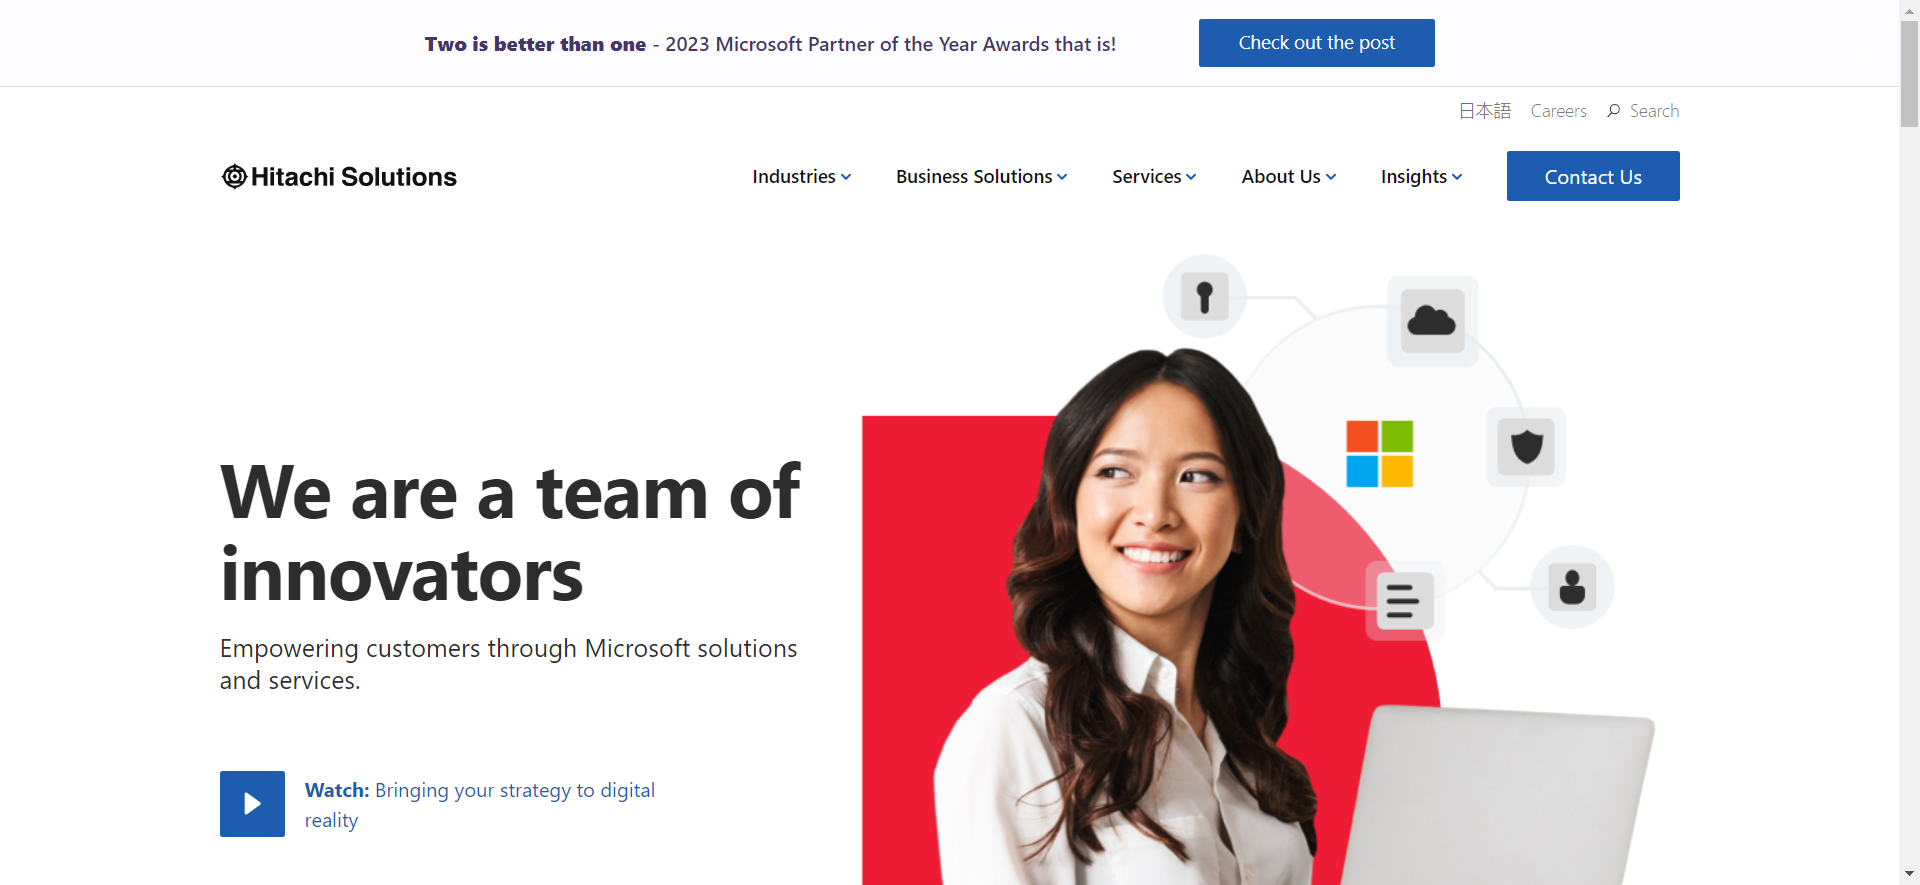 Two is better than one - 2023 Microsoft Partner of the Year Awards that is!
Check out the post
日本語
Careers
Search
Hitachi Solutions
Industries
Business Solutions
Services
About Us
Insights
Contact Us
We are a team of
innovators
Empowering customers through Microsoft solutions
and services.
Watch: Bringing your strategy to digital
reality